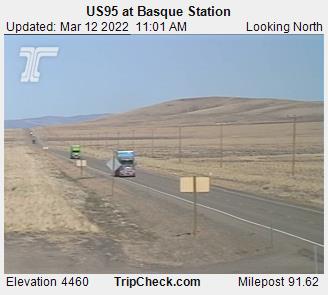 US95 at Basque Station
Updated: Mar 12 2022 11:01 AM Looking North
Elevation 4460 TripCheck.com Milepost 91.62